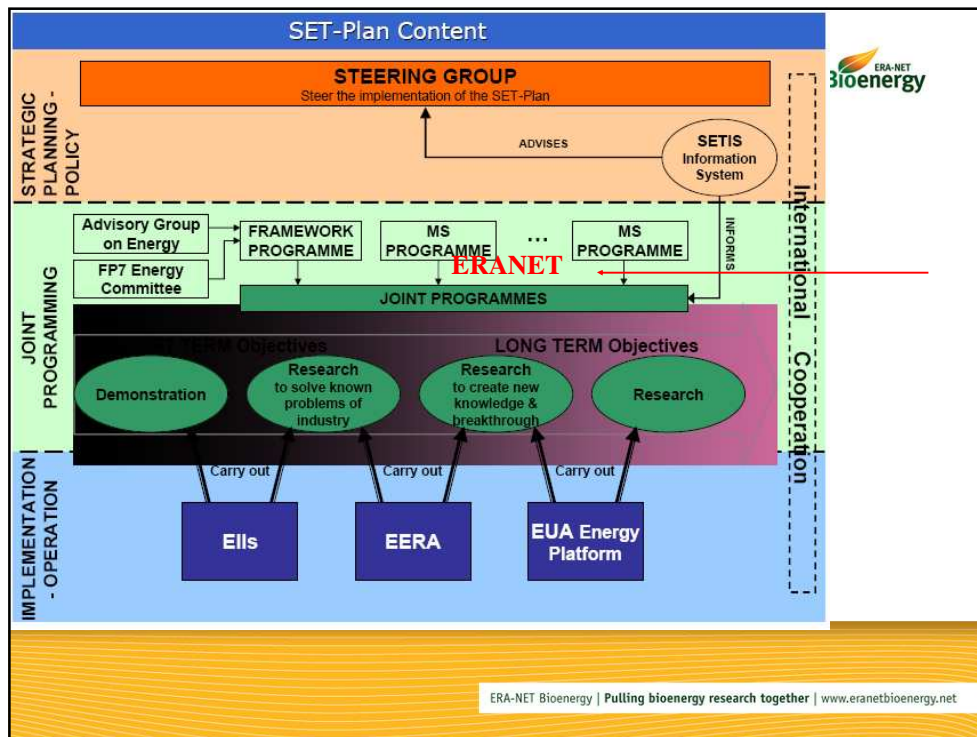 SET-Plan Content
ERA-NET
Bioenergy
STRATEGIC
PLANNING -
POLICY
STEERING GROUP
Steer the implementation of the SET-Plan
ADVISES
SETIS
Information
System
International Cooperation
JOINT
PROGRAMMING
Advisory Group
on Energy
FP7 Energy
Committee
FRAMEWORK
PROGRAMME
MS
PROGRAMME
...
MS
PROGRAMME
INFORMS
ERANET
JOINT PROGRAMMES
TERM Objectives
LONG TERM Objectives
Demonstration
Research
to solve known
problems of
industry
Research
to create new
knowledge &
breakthrough
Research
IMPLEMENTATION
- OPERATION
Carry out
Carry out
Carry out
EIIs
EERA
EUA Energy
Platform
ERA-NET Bioenergy | Pulling bioenergy research together | www.eranetbioenergy.net